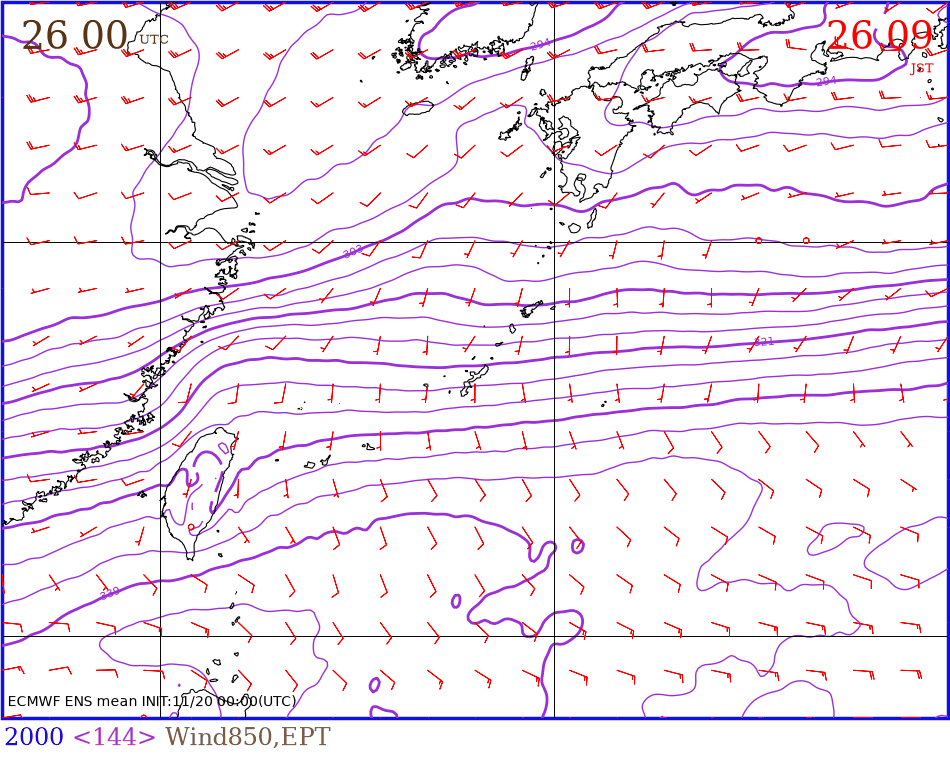 26 00 UTC
26 09
JST
294
294
303
321
339
ECMWF ENS mean INIT:11/20 00:00(UTC)
2000 <144> Wind850,EPT